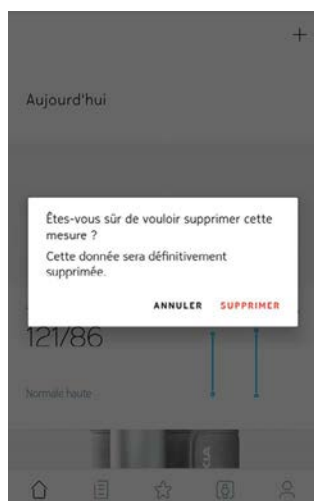 Aujourd'hui
Êtes-vous sûr de vouloir supprimer cette
mesure ?
Cette donnée sera définitivement
supprimée.
ANNULER SUPPRIMER
121/86
Normale haute